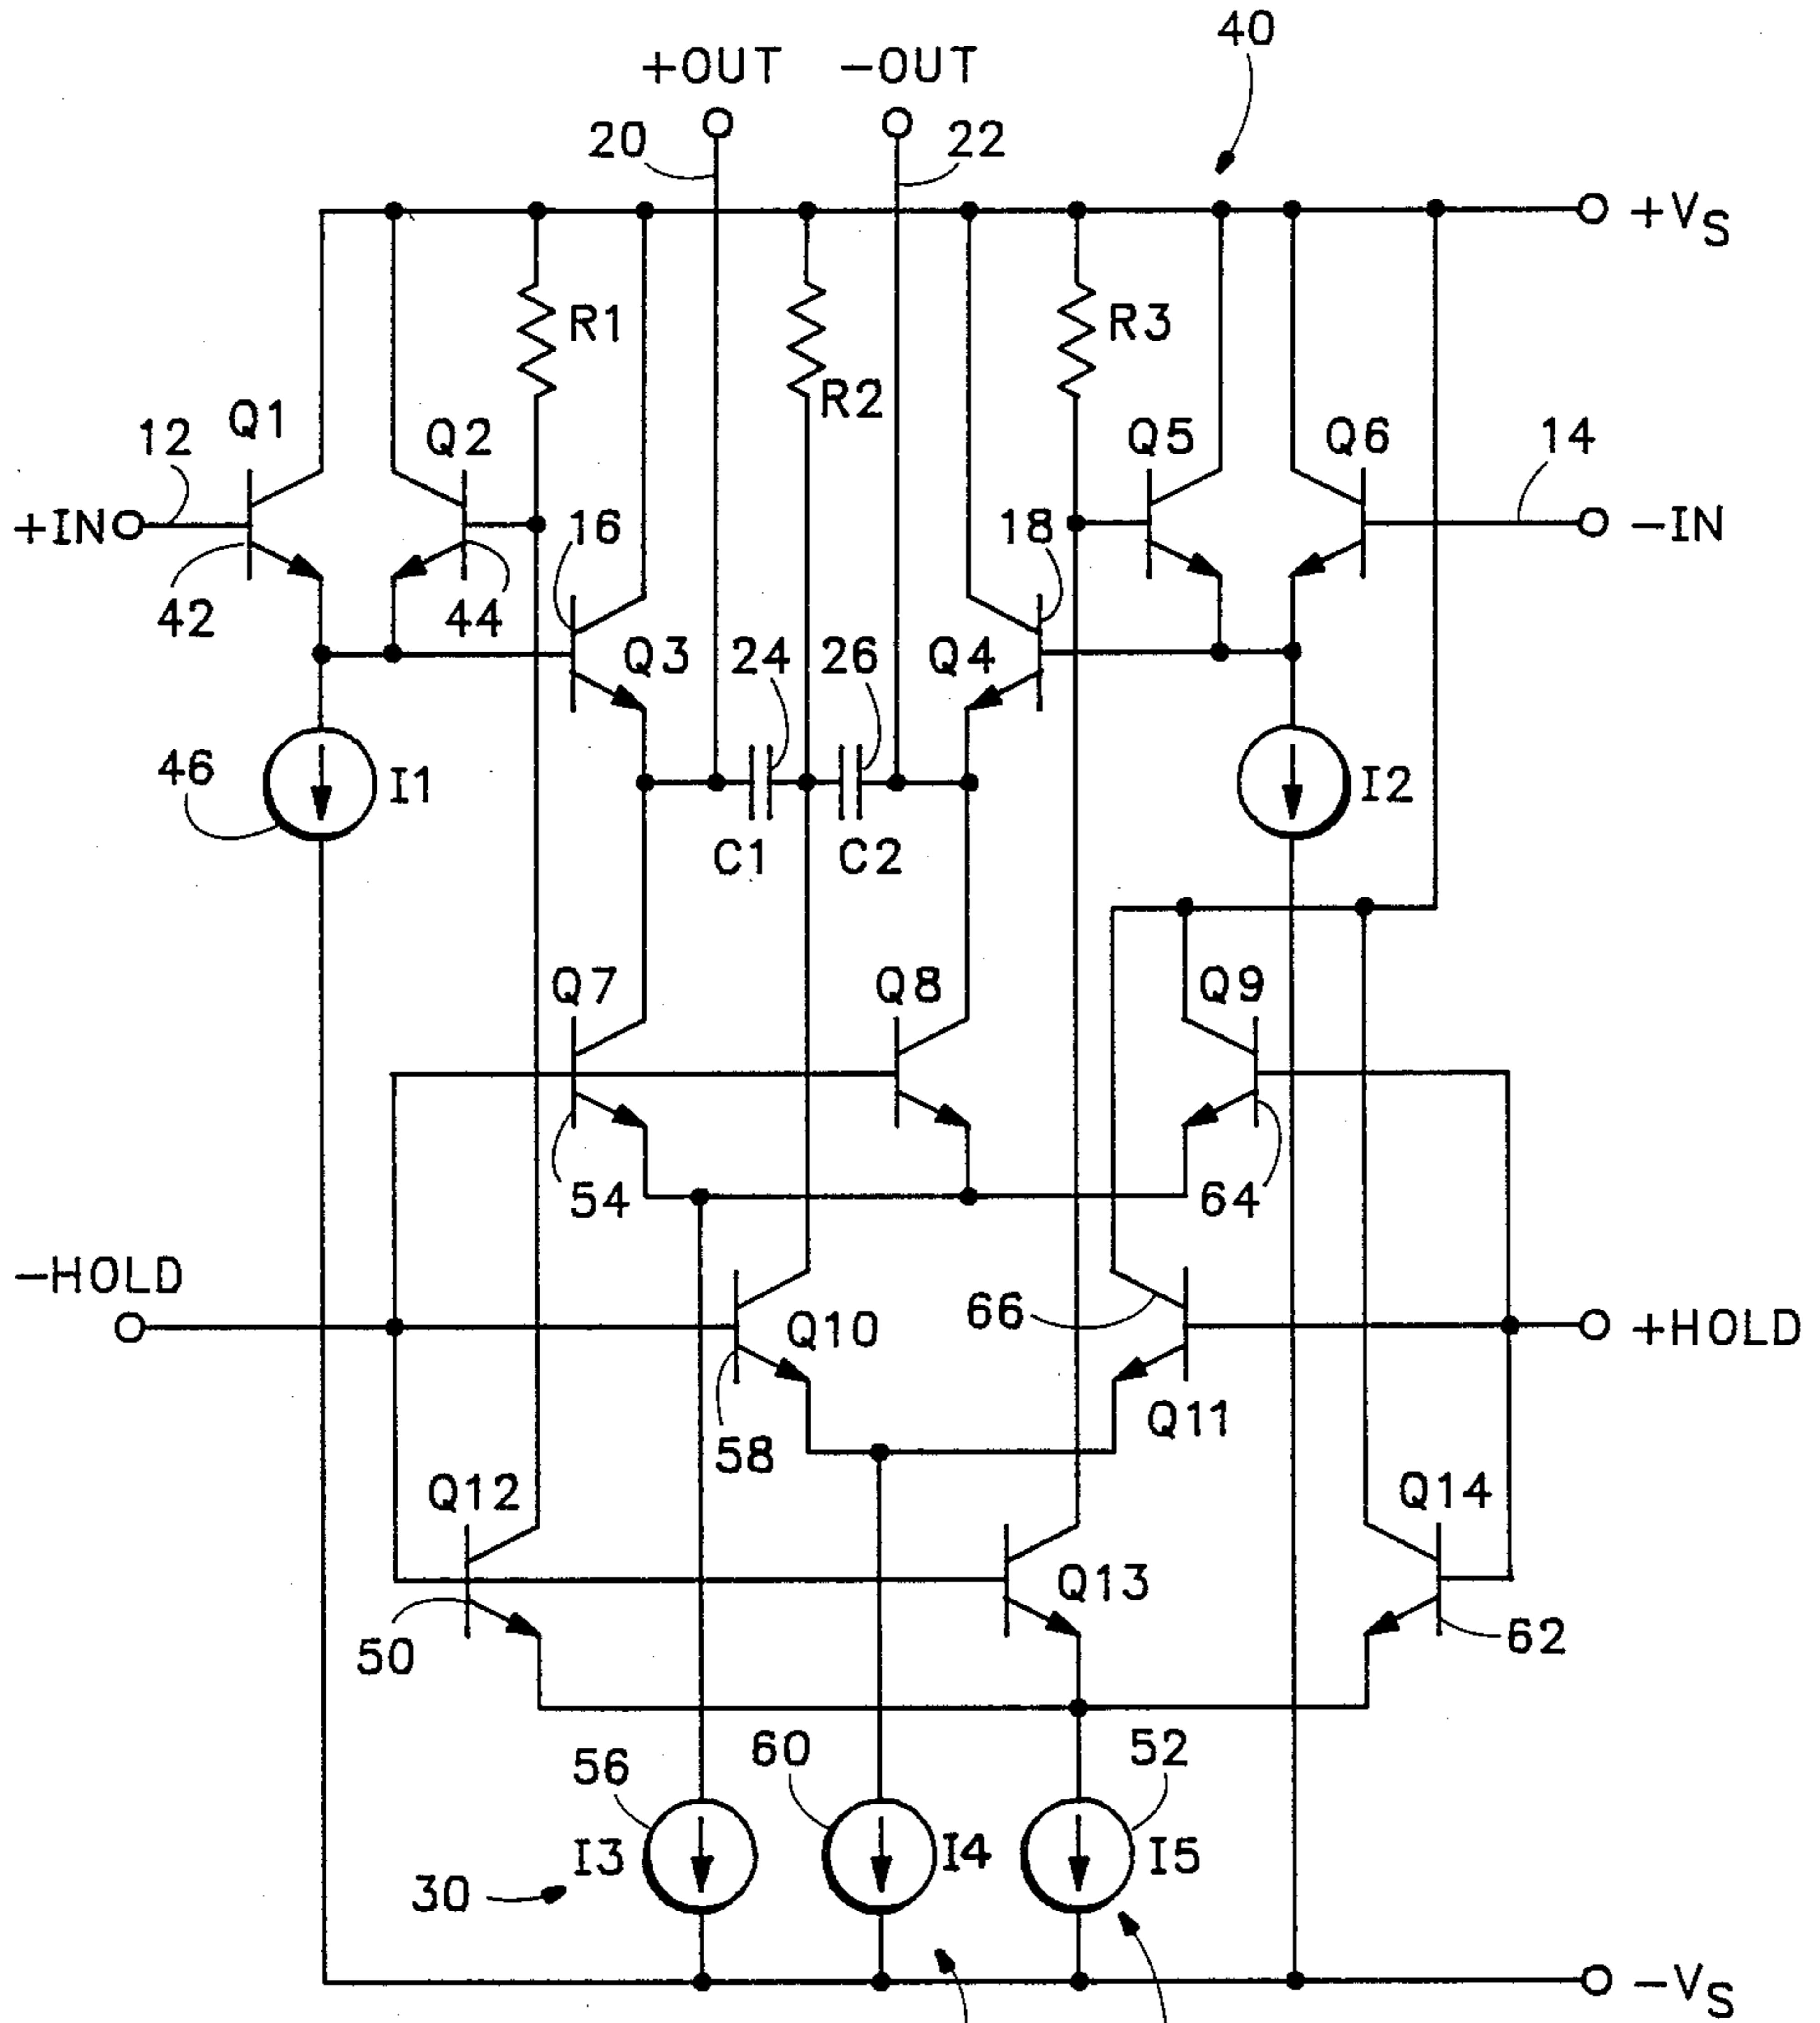 40
+OUT -OUT
20 22
+VS
R1 R2 R3
Q1 Q2 Q5 Q6
12 14
+IN -IN
16 18
42 44
Q3 24 26 Q4
46 I1 I2
C1 C2
Q7 Q8 Q9
54 64
-HOLD
66
Q10 +HOLD
Q11
58
Q12 Q14
Q13
50 62
56 60 52
I3 I4 I5
30
-VS